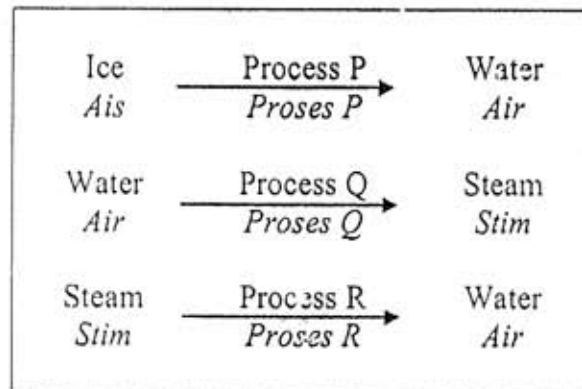 Ice Process P Water
Ais Proses P Air
Water Process Q Steam
Air Proses Q Stim
Steam Process R Water
Stim Proses R Air